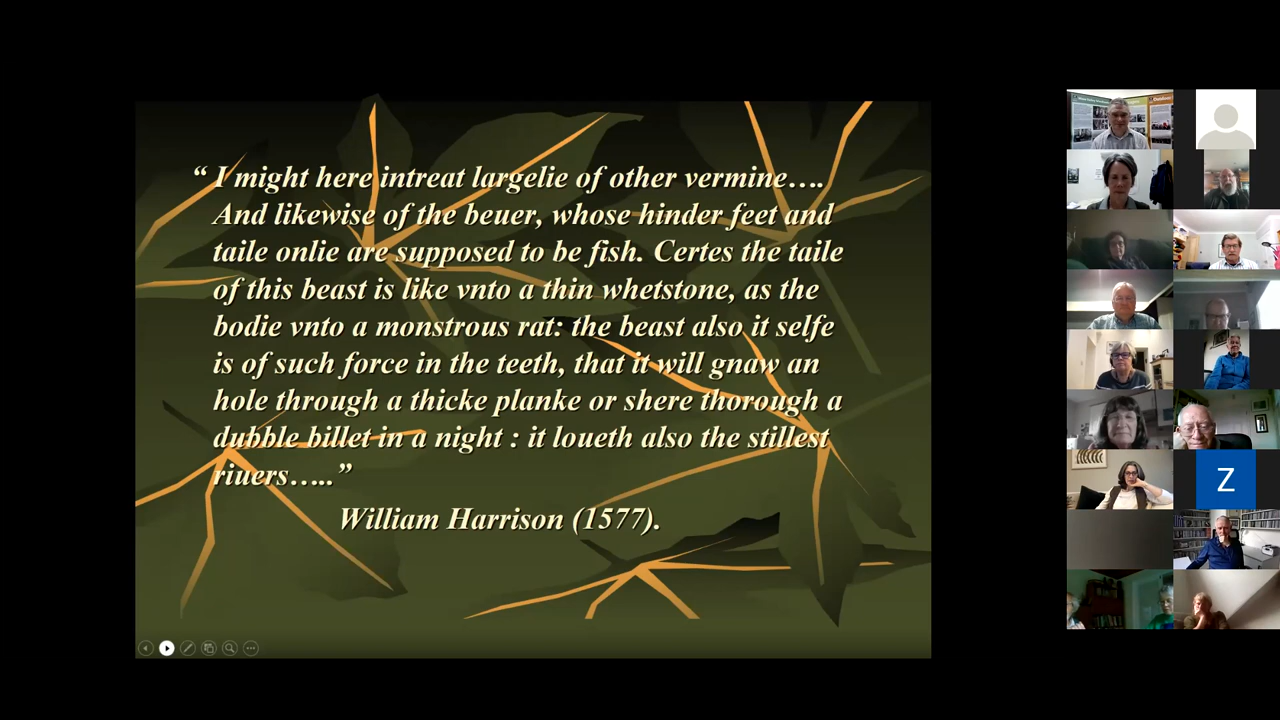 “ I might here intreat largelie of other vermine….
And likewise of the beuer, whose hinder feet and
taile onlie are supposed to be fish. Certes the taile
of this beast is like vnto a thin whetstone, as the
bodie vnto a monstrous rat: the beast also it selfe
is of such force in the teeth, that it will gnaw an
hole through a thicke planke or shere thorough a
dubble billet in a night : it loueth also the stillest
riuers…..”
William Harrison (1577).
Z